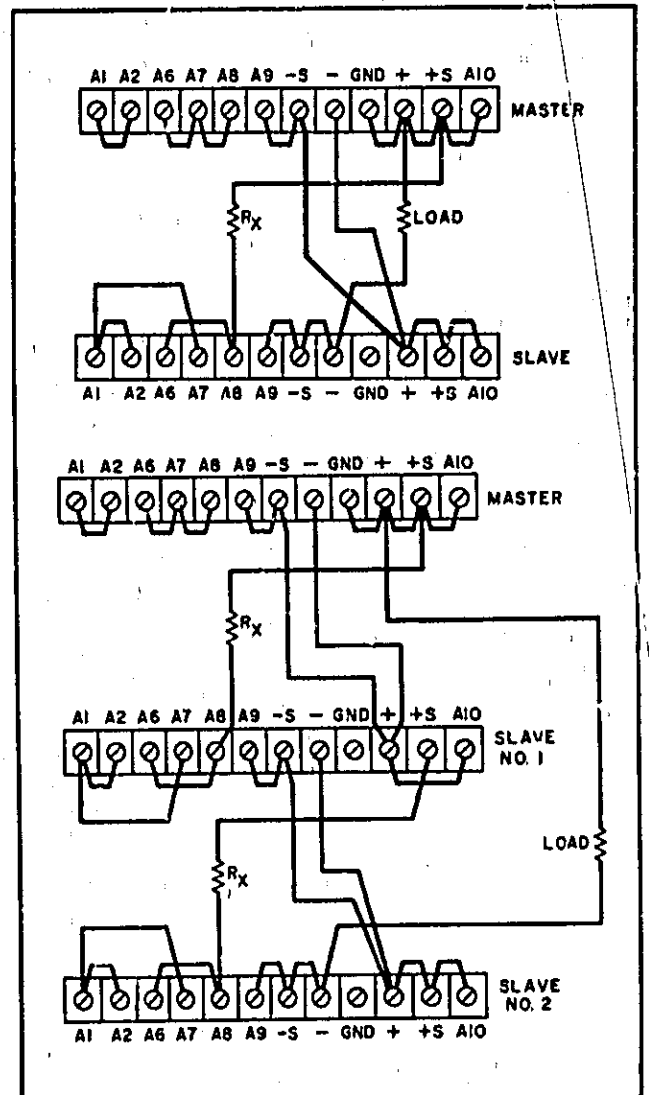 A1 A2 A6 A7 A8 A9 -S - GND + +S A10
MASTER
RX
LOAD
SLAVE
A1 A2 A6 A7 A8 A9 -S - GND + +S A10
A1 A2 A6 A7 A8 A9 -S - GND + +S A10
MASTER
RX
A1 A2 A6 A7 A8 A9 -S - GND + +S A10
SLAVE
NO. 1
LOAD
RX
SLAVE
NO. 2
A1 A2 A6 A7 A8 A9 -S - GND + +S A10